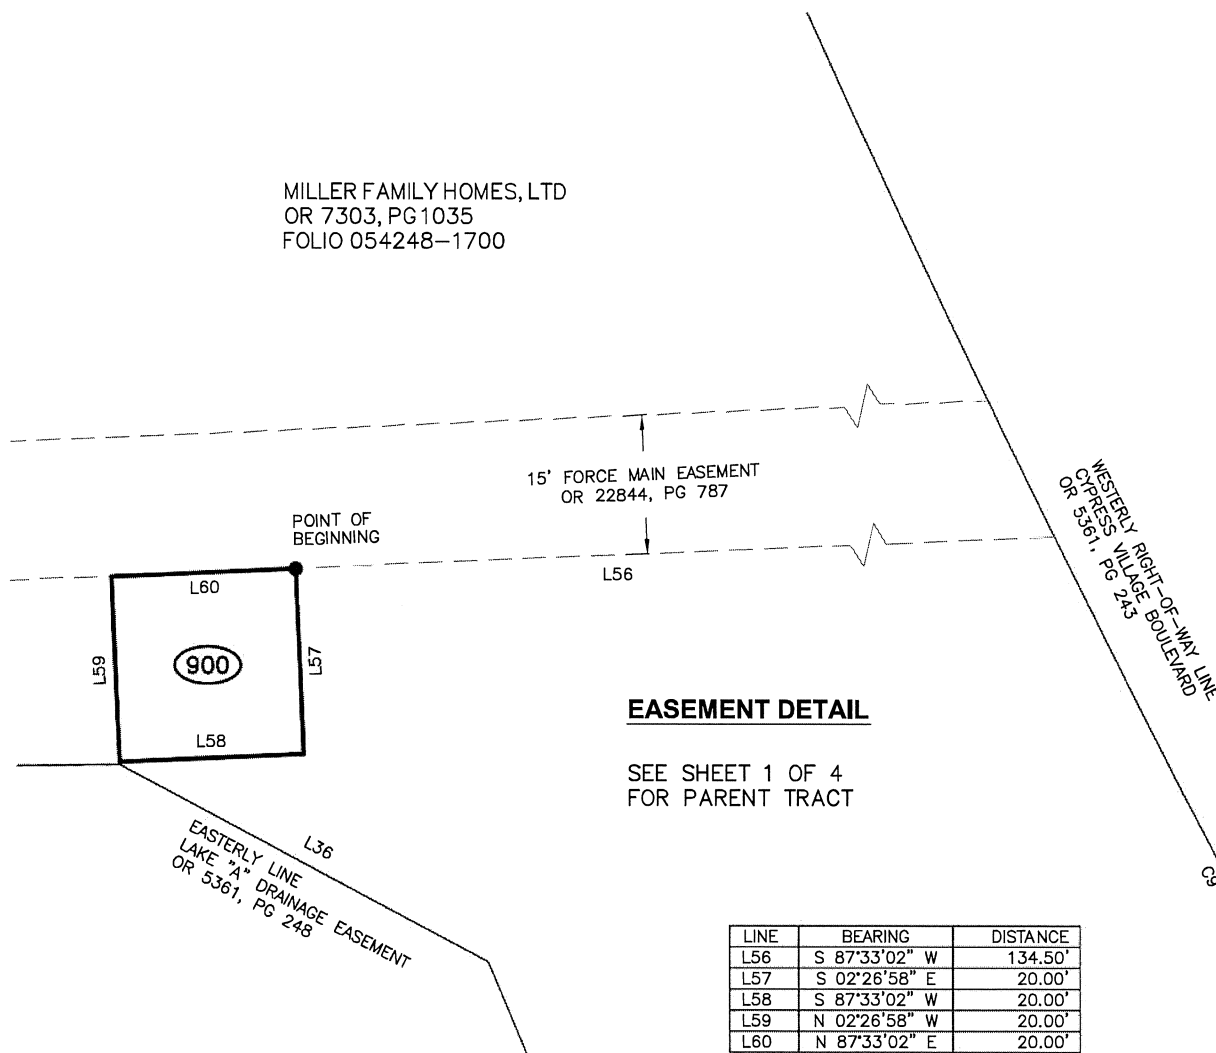 MILLER FAMILY HOMES, LTD
OR 7303, PG 1035
FOLIO 054248-1700
15' FORCE MAIN EASEMENT
OR 22844, PG 787
WESTERLY RIGHT-OF-WAY LINE
CYPRESS VILLAGE BOULEVARD
OR 5361, PG 243
POINT OF
BEGINNING
L56
L60
L59
900
L57
L58
EASEMENT DETAIL
SEE SHEET 1 OF 4
FOR PARENT TRACT
L36
EASTERLY LINE
LAKE "A" DRAINAGE EASEMENT
OR 5361, PG 248
C9
LINE BEARING DISTANCE
L56 S 87°33'02" W 134.50'
L57 S 02°26'58" E 20.00'
L58 S 87°33'02" W 20.00'
L59 N 02°26'58" W 20.00'
L60 N 87°33'02" E 20.00'